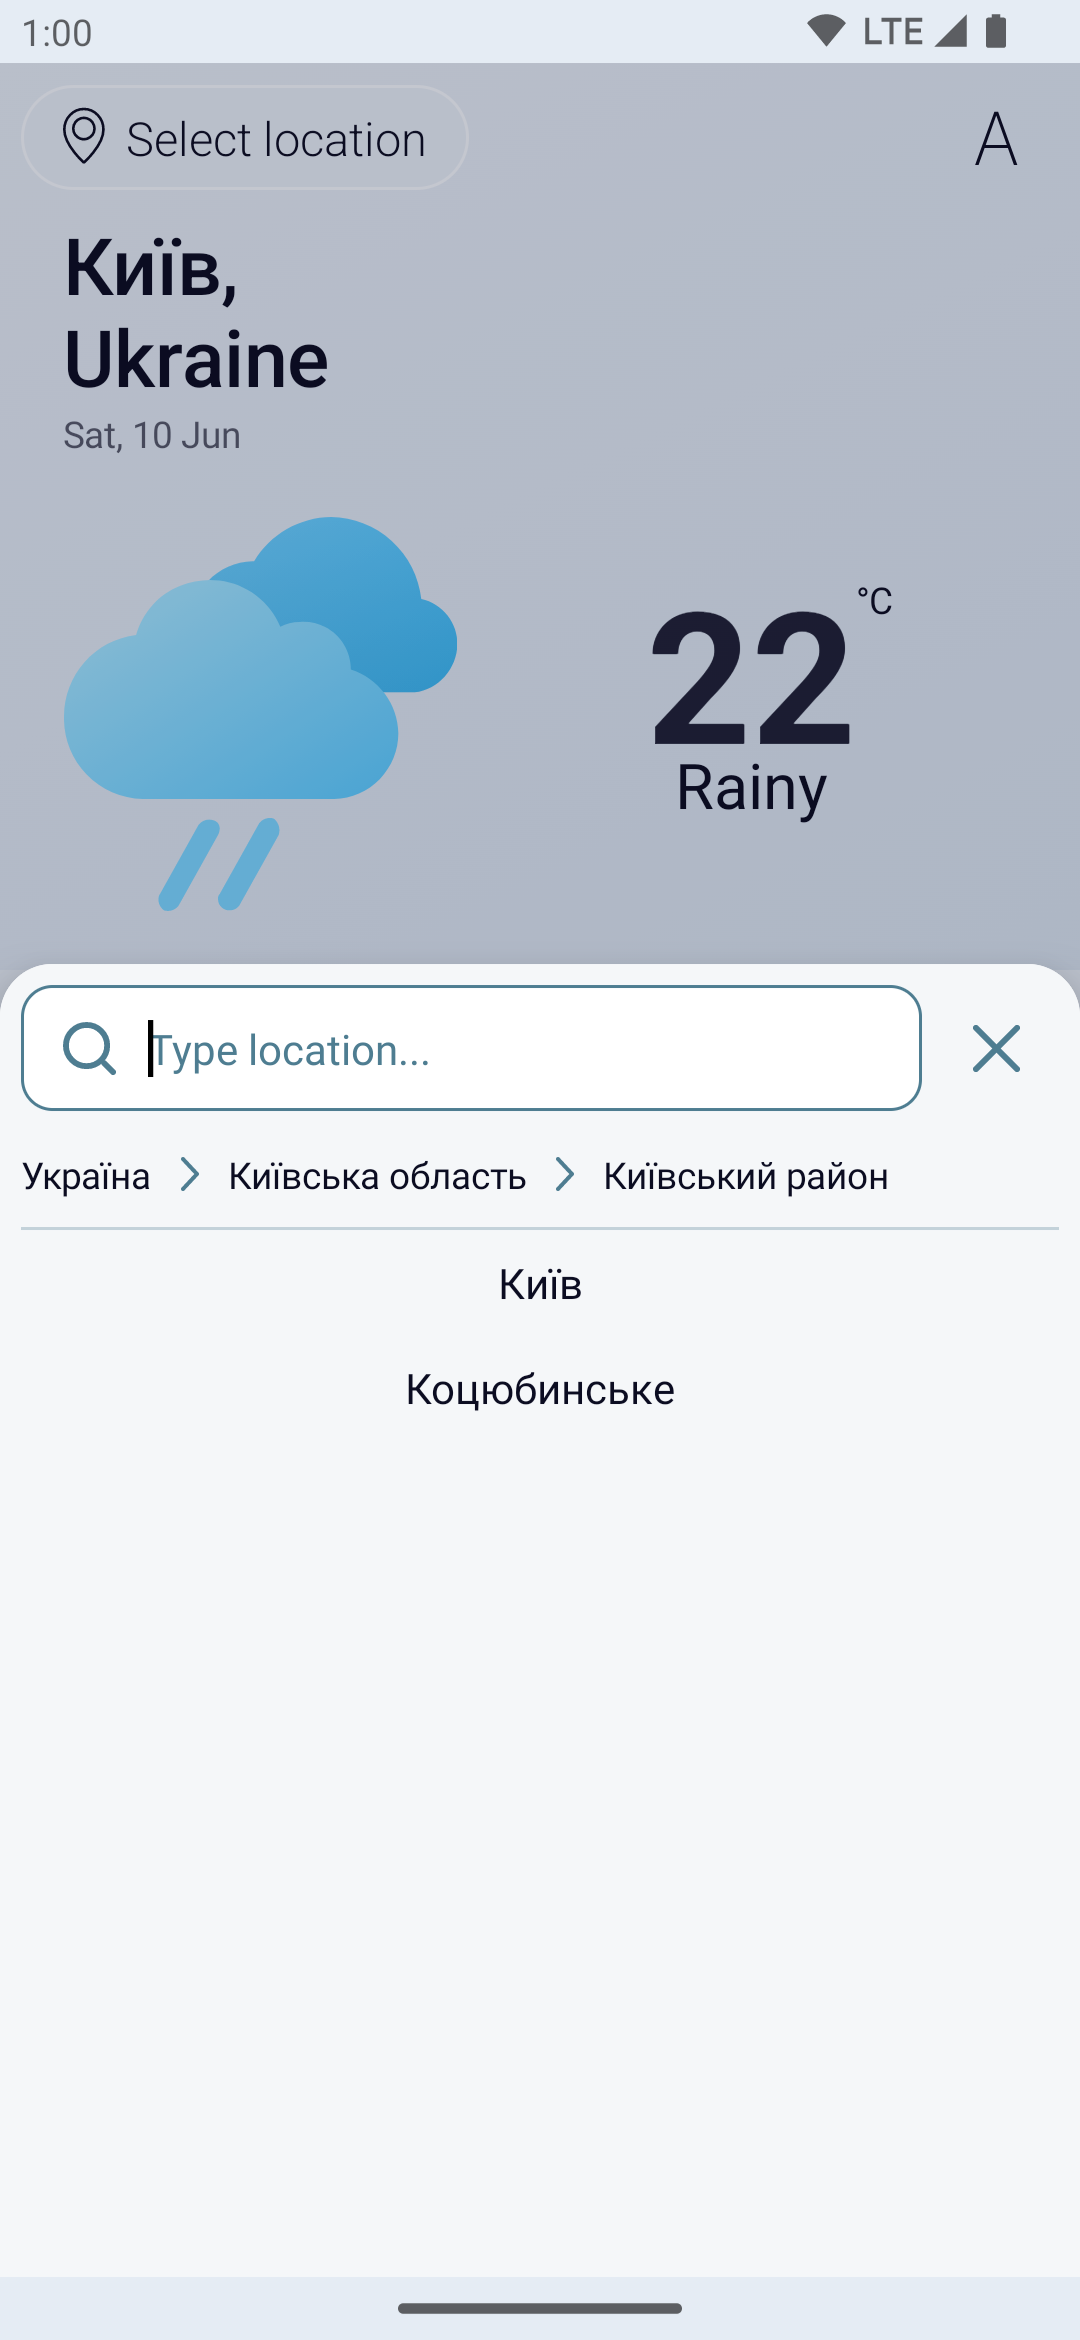 1:00 LTE
Select location A
Київ,
Ukraine
Sat, 10 Jun
°C
22
Rainy
Type location...
Україна Київська область Київський район
Київ
Коцюбинське